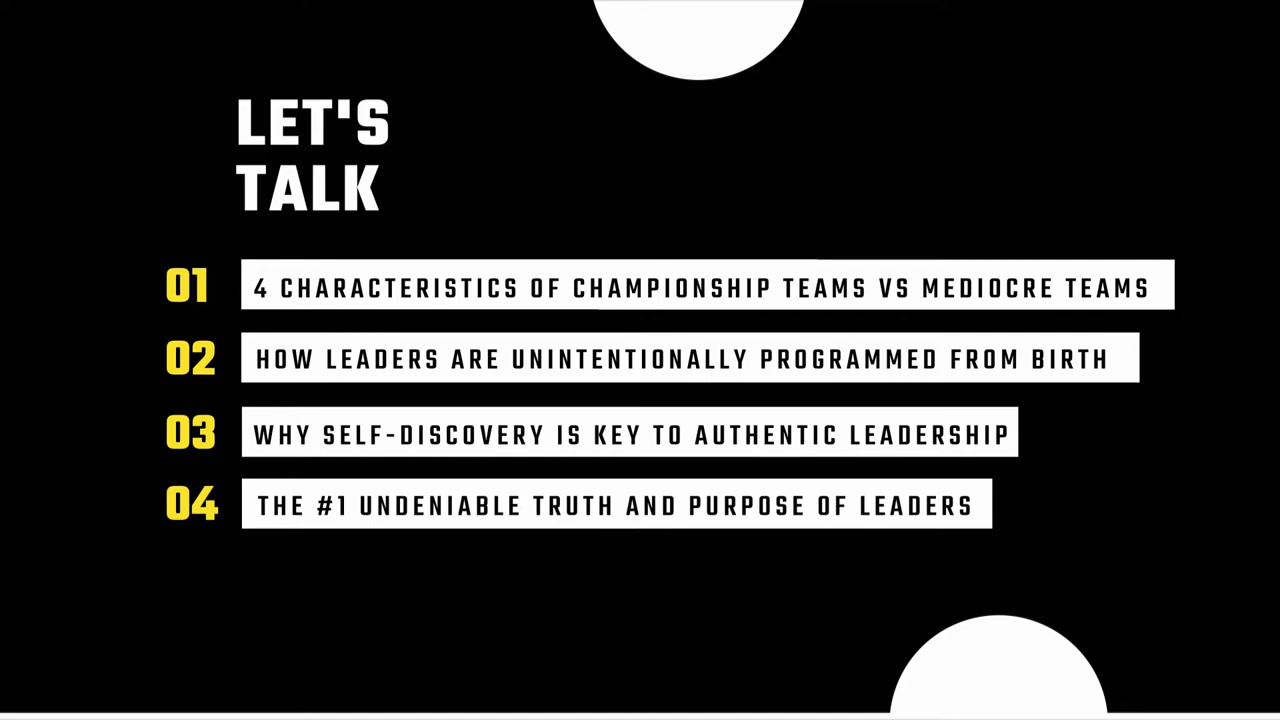 LET'S
TALK
01 4 CHARACTERISTICS OF CHAMPIONSHIP TEAMS VS MEDIOCRE TEAMS
02 HOW LEADERS ARE UNINTENTIONALLY PROGRAMMED FROM BIRTH
03 WHY SELF-DISCOVERY IS KEY TO AUTHENTIC LEADERSHIP
04 THE #1 UNDENIABLE TRUTH AND PURPOSE OF LEADERS